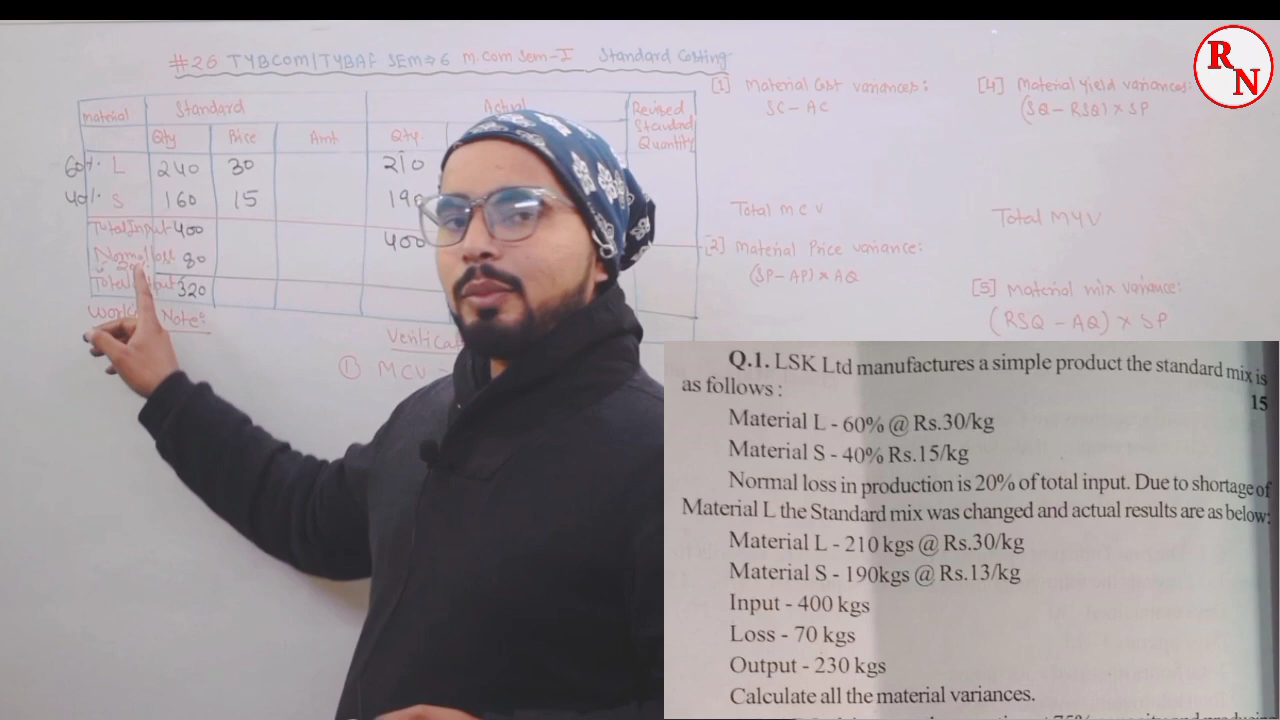 #26 TYBCOM/TYBAF SEM⇒6 M.com Sem-I Standard Costing
RN
material Standard Actual Revised Standard Quantity
Qty Price Amt Qty.
60% L 240 30 210
40% S 160 15 190
Total Input 400 400
Normal loss 80
20%
Total 320
Note:
① MCV -
[1] Material Cost variances:
SC - AC
Total MCV
[2] Material Price variance:
(SP - AP) × AQ
[4] Material Yield variances:
(SQ - RSQ) × SP
Total MYV
[5] Material mix variance:
(RSQ - AQ) × SP
Q.1. LSK Ltd manufactures a simple product the standard mix is
as follows :
15
Material L - 60% @ Rs.30/kg
Material S - 40% Rs.15/kg
Normal loss in production is 20% of total input. Due to shortage of
Material L the Standard mix was changed and actual results are as below:
Material L - 210 kgs @ Rs.30/kg
Material S - 190kgs @ Rs.13/kg
Input - 400 kgs
Loss - 70 kgs
Output - 230 kgs
Calculate all the material variances.